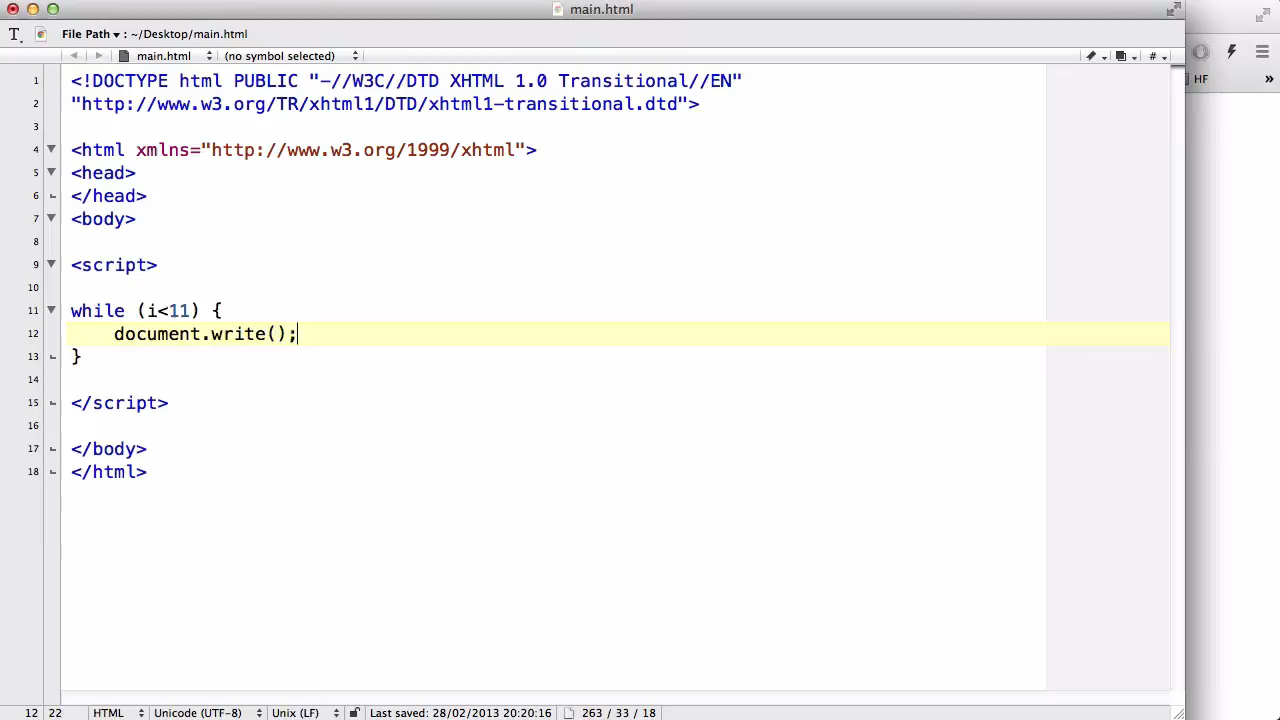 main.html
File Path : ~/Desktop/main.html
main.html (no symbol selected) #
HF »
1 <!DOCTYPE html PUBLIC "-//W3C//DTD XHTML 1.0 Transitional//EN"
2 "http://www.w3.org/TR/xhtml1/DTD/xhtml1-transitional.dtd">
3
4 <html xmlns="http://www.w3.org/1999/xhtml">
5 <head>
6 </head>
7 <body>
8
9 <script>
10
11 while (i<11) {
12 document.write();
13 }
14
15 </script>
16
17 </body>
18 </html>
12 22 HTML Unicode (UTF-8) Unix (LF) Last saved: 28/02/2013 20:20:16 263 / 33 / 18